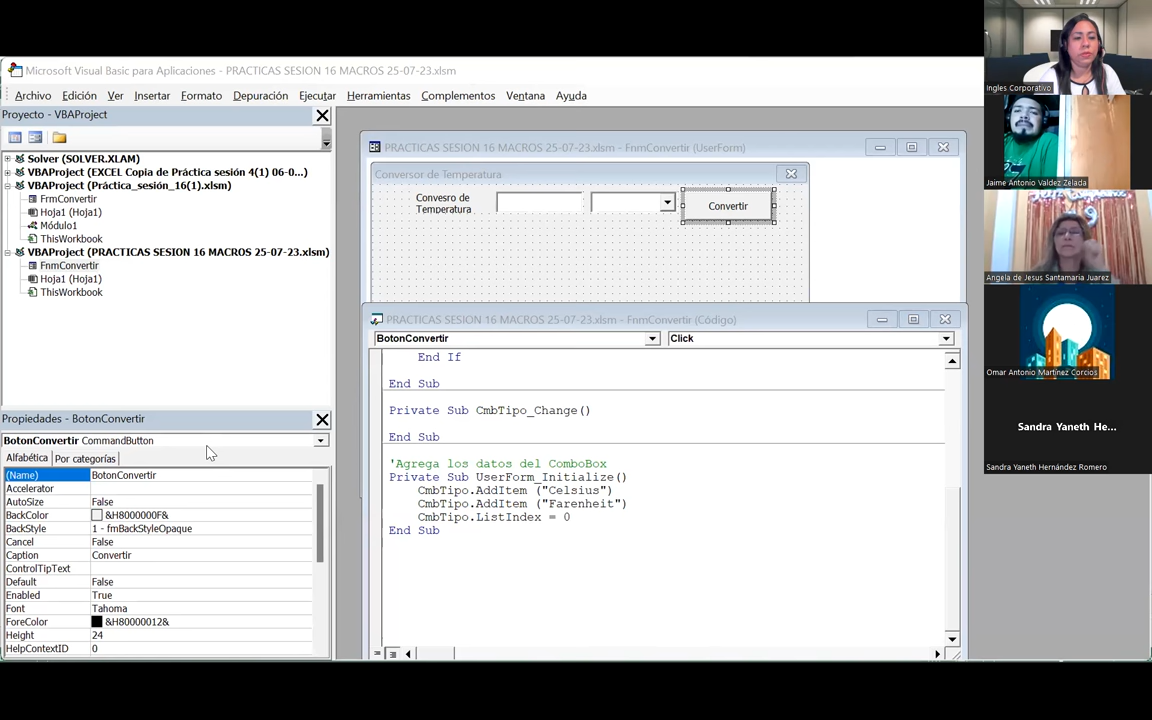 Microsoft Visual Basic para Aplicaciones - PRACTICAS SESION 16 MACROS 25-07-23.xlsm
Archivo Edición Ver Insertar Formato Depuración Ejecutar Herramientas Complementos Ventana Ayuda
Proyecto - VBAProject
Solver (SOLVER.XLAM)
VBAProject (EXCEL Copia de Práctica sesión 4(1) 06-0...)
VBAProject (Práctica_sesión_16(1).xlsm)
FrmConvertir
Hoja1 (Hoja1)
Módulo1
ThisWorkbook
VBAProject (PRACTICAS SESION 16 MACROS 25-07-23.xlsm)
FnmConvertir
Hoja1 (Hoja1)
ThisWorkbook
Propiedades - BotonConvertir
BotonConvertir CommandButton
Alfabética Por categorías
(Name) BotonConvertir
Accelerator
AutoSize False
BackColor &H8000000F&
BackStyle 1 - fmBackStyleOpaque
Cancel False
Caption Convertir
ControlTipText
Default False
Enabled True
Font Tahoma
ForeColor &H80000012&
Height 24
HelpContextID 0
PRACTICAS SESION 16 MACROS 25-07-23.xlsm - FnmConvertir (UserForm)
Conversor de Temperatura
Convesro de
Temperatura
Convertir
PRACTICAS SESION 16 MACROS 25-07-23.xlsm - FnmConvertir (Código)
BotonConvertir Click
End If
End Sub
Private Sub CmbTipo_Change()
End Sub
'Agrega los datos del ComboBox
Private Sub UserForm_Initialize()
CmbTipo.AddItem ("Celsius")
CmbTipo.AddItem ("Farenheit")
CmbTipo.ListIndex = 0
End Sub
Ingles Corporativo
Jaime Antonio Valdez Zelada
Angela de Jesus Santamaria Juarez
Omar Antonio Martínez Corcios
Sandra Yaneth He...
Sandra Yaneth Hernández Romero